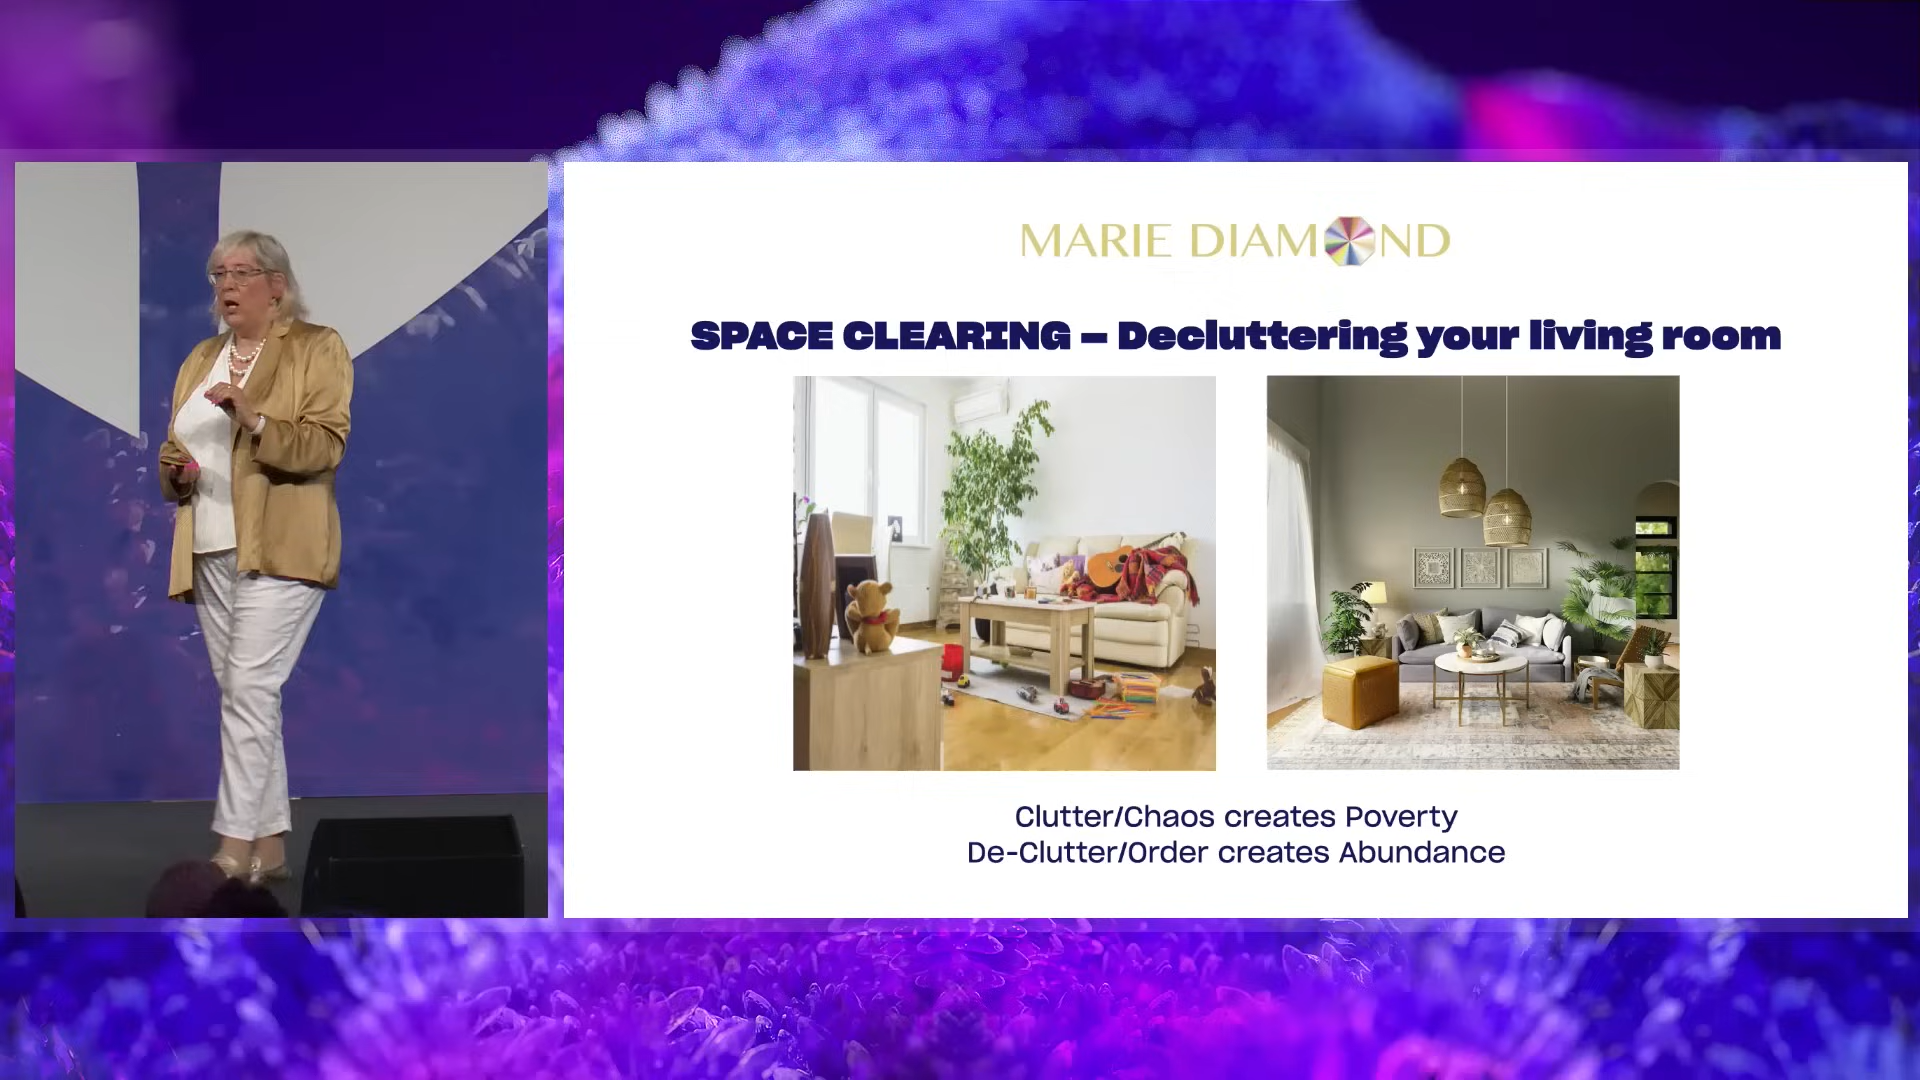 MARIE DIAMOND
SPACE CLEARING – Decluttering your living room
Clutter/Chaos creates Poverty
De-Clutter/Order creates Abundance